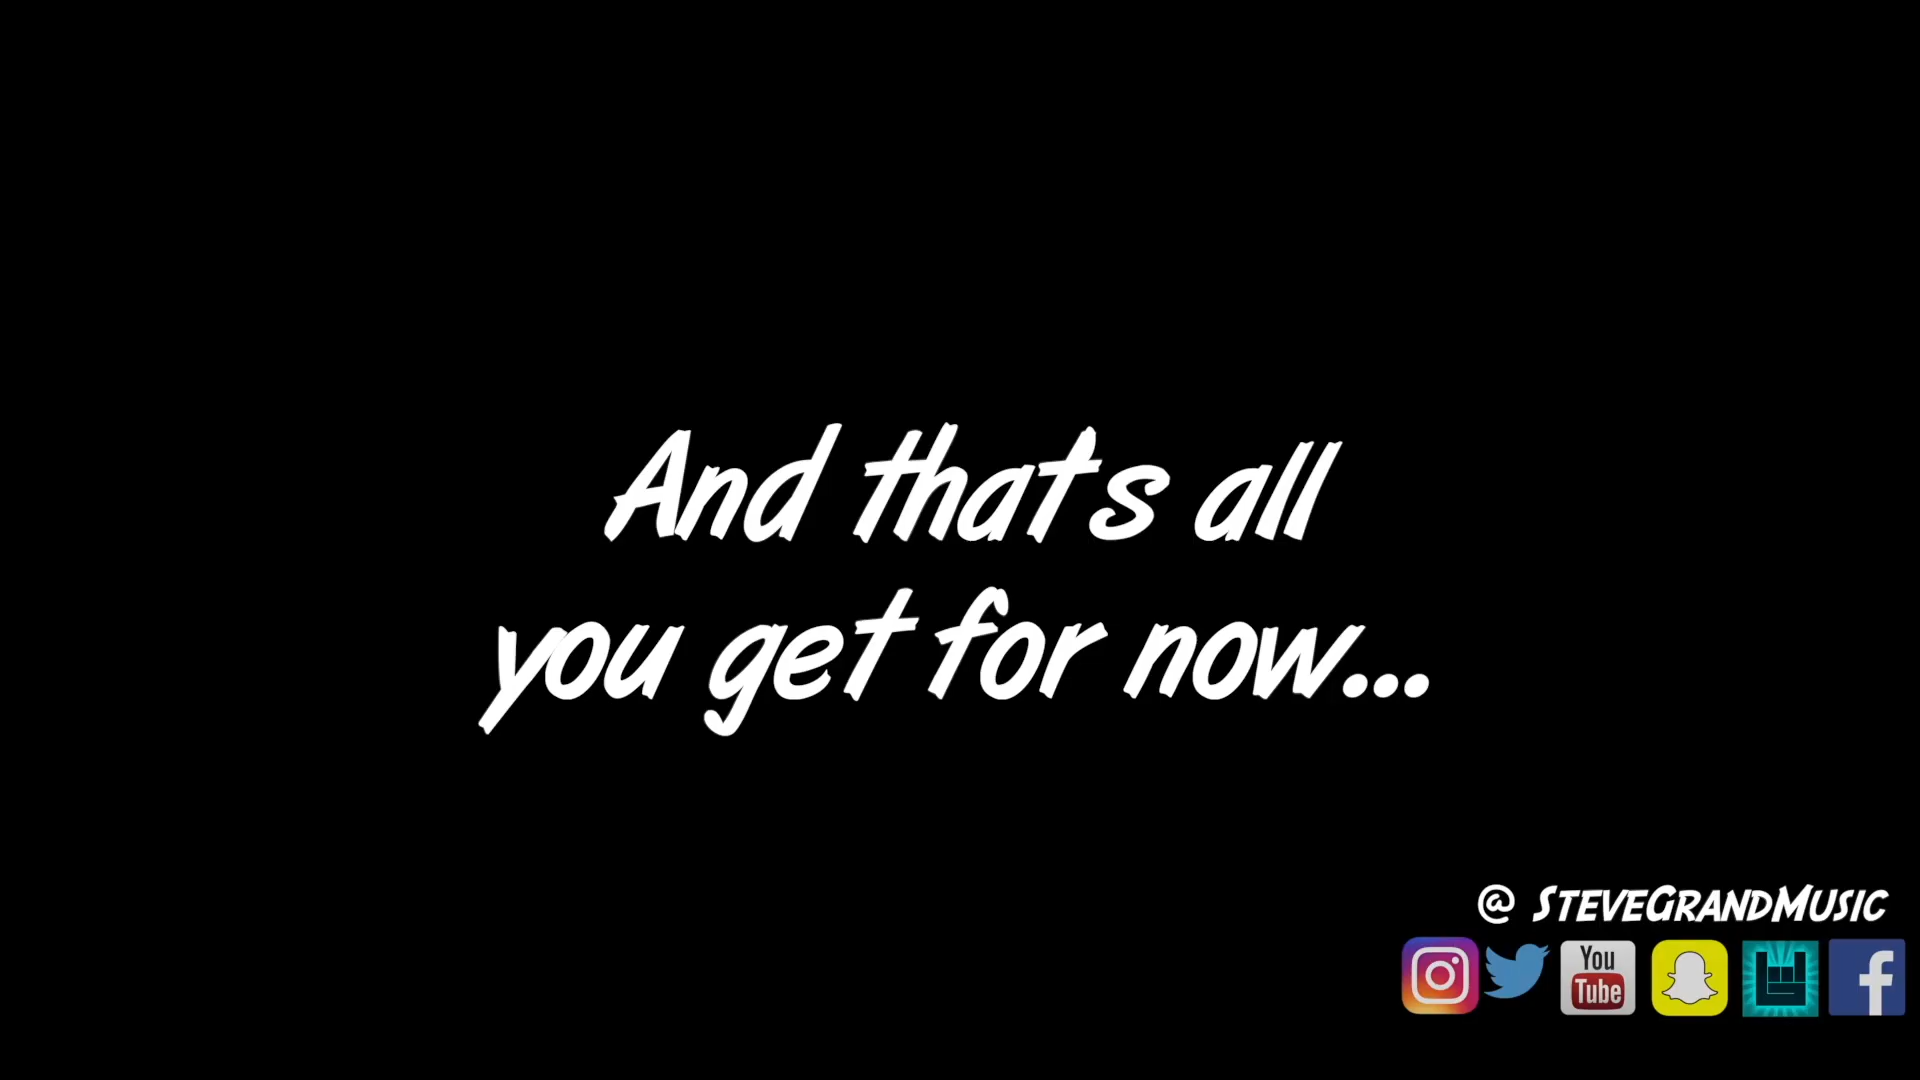 And thats all
you get for now...
@ SteveGrandMusic
You
Tube
f